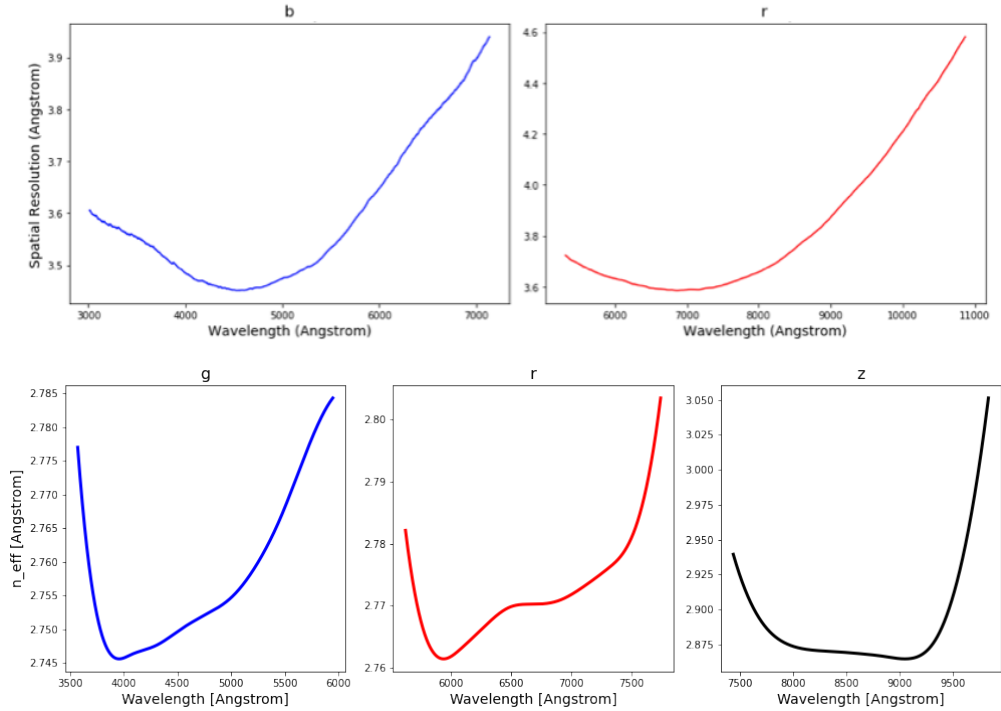 b
r
Spatial Resolution (Angstrom)
3.9
3.8
3.7
3.6
3.5
3000 4000 5000 6000 7000
Wavelength (Angstrom)
4.6
4.4
4.2
4.0
3.8
3.6
6000 7000 8000 9000 10000 11000
Wavelength (Angstrom)
g
n_eff [Angstrom]
2.785
2.780
2.775
2.770
2.765
2.760
2.755
2.750
2.745
3500 4000 4500 5000 5500 6000
Wavelength [Angstrom]
r
2.80
2.79
2.78
2.77
2.76
6000 6500 7000 7500
Wavelength [Angstrom]
z
3.050
3.025
3.000
2.975
2.950
2.925
2.900
2.875
7500 8000 8500 9000 9500
Wavelength [Angstrom]